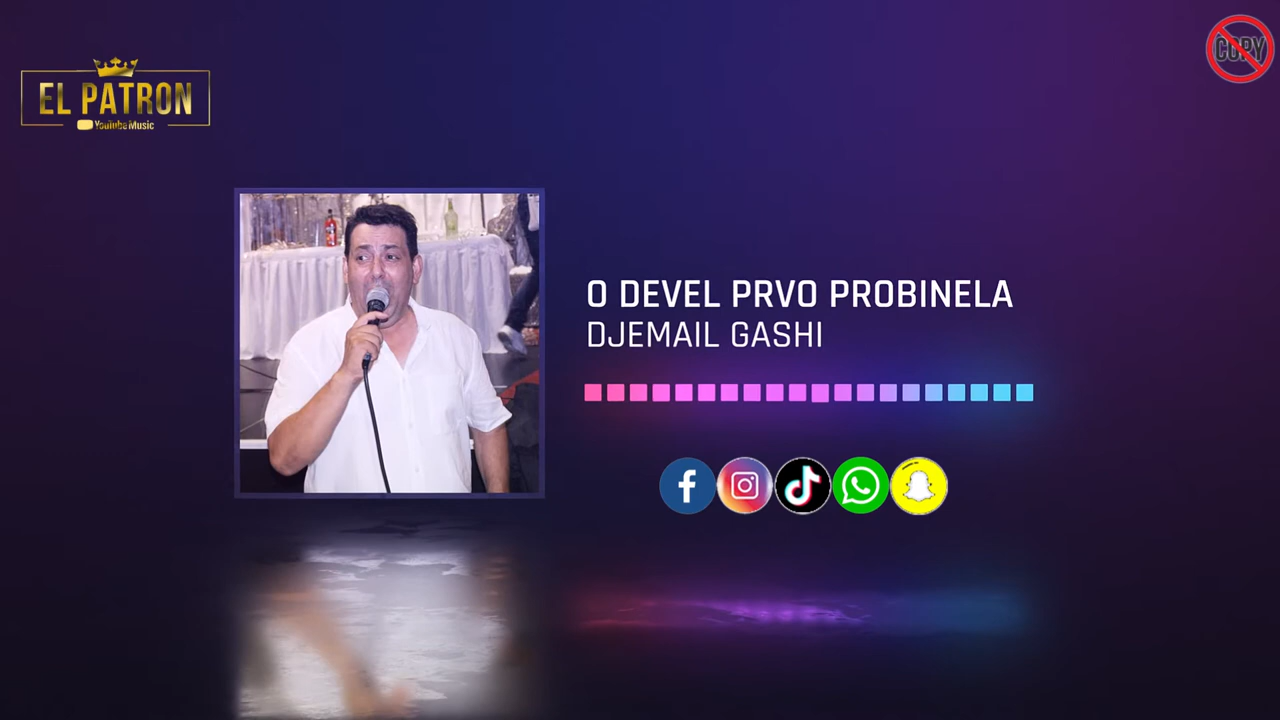 COPY
EL PATRON
YouTube Music
O DEVEL PRVO PROBINELA
DJEMAIL GASHI